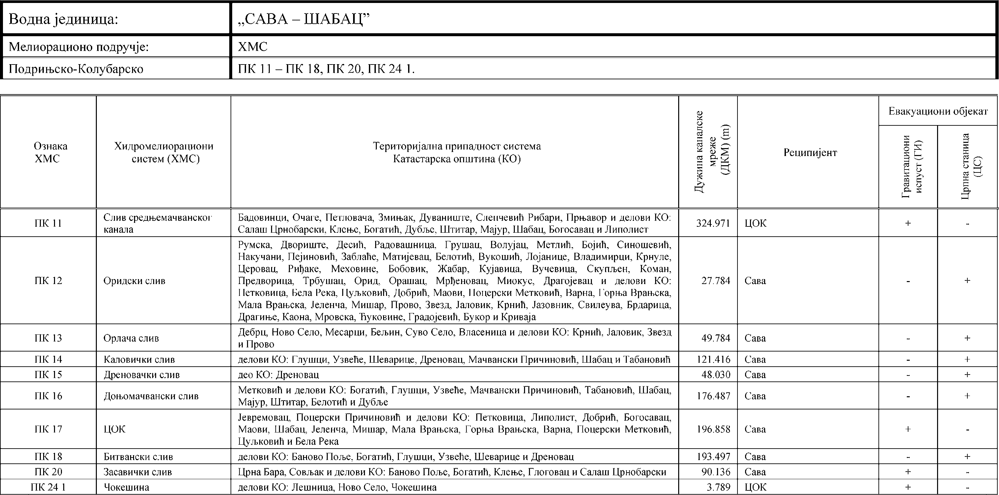 Водна јединица:
„САВА – ШАБАЦ”
Мелиорационо подручје:
ХМС
Подрињско-Колубарско
ПК 11 – ПК 18, ПК 20, ПК 24 1.
Ознака
ХМС
Хидромелиорациони
систем (ХМС)
Територијална припадност система
Катастарска општина (КО)
Дужина каналске
мреже
(ДКМ) (m)
Реципијент
Евакуациони објекат
Гравитациони
испуст (ГИ)
Црпна станица
(ЦС)
ПК 11
Слив средњемачванског
канала
Бадовинци, Очаге, Петловача, Змињак, Дуваниште, Слепчевић Рибари, Прњавор и делови КО:
Салаш Црнобарски, Клење, Богатић, Дубље, Штитар, Мајур, Шабац, Богосавац и Липолист
324.971
ЦОК
+
-
ПК 12
Оридски слив
Румска, Двориште, Десић, Радовашница, Грушац, Волујац, Метлић, Бојић, Синошевић,
Накучани, Пејиновић, Заблаће, Матијевац, Белотић, Вукошић, Лојанице, Владимирци, Крнуле,
Церовац, Риђаке, Меховине, Бобовик, Жабар, Кујавица, Вучевица, Скупљен, Коман,
Предворица, Трбушац, Орид, Орашац, Мрђеновац, Миокус, Драгојевац и делови КО:
Петковица, Бела Река, Цуљковић, Добрић, Маови, Поцерски Метковић, Варна, Горња Врањска,
Мала Врањска, Јеленча, Мишар, Прово, Звезд, Јаловик, Крнић, Јазовник, Свилеува, Брдарица,
Драгиње, Каона, Мровска, Ћуковине, Градојевић, Букор и Криваја
27.784
Сава
-
+
ПК 13
Орлача слив
Дебрц, Ново Село, Месарци, Бељин, Суво Село, Власеница и делови КО: Крнић, Јаловик, Звезд
и Прово
49.784
Сава
-
+
ПК 14
Каловички слив
делови КО: Глушци, Узвеће, Шеварице, Дреновац, Мачвански Причиновић, Шабац и Табановић
121.416
Сава
-
+
ПК 15
Дреновачки слив
део КО: Дреновац
48.030
Сава
-
+
ПК 16
Доњомачвански слив
Метковић и делови КО: Богатић, Глушци, Узвеће, Мачвански Причиновић, Табановић, Шабац,
Мајур, Штитар, Белотић и Дубље
176.487
Сава
-
+
ПК 17
ЦОК
Јевремовац, Поцерски Причиновић и делови КО: Петковица, Липолист, Добрић, Богосавац,
Маови, Шабац, Јеленча, Мишар, Мала Врањска, Горња Врањска, Варна, Поцерски Метковић,
Цуљковић и Бела Река
196.858
Сава
+
-
ПК 18
Битвански слив
делови КО: Баново Поље, Богатић, Глушци, Узвеће, Шеварице и Дреновац
193.497
Сава
-
+
ПК 20
Засавички слив
Црна Бара, Совљак и делови КО: Баново Поље, Богатић, Клење, Глоговац и Салаш Црнобарски
90.136
Сава
+
-
ПК 24 1
Чокешина
делови КО: Лешница, Ново Село, Чокешина
3.789
ЦОК
+
-